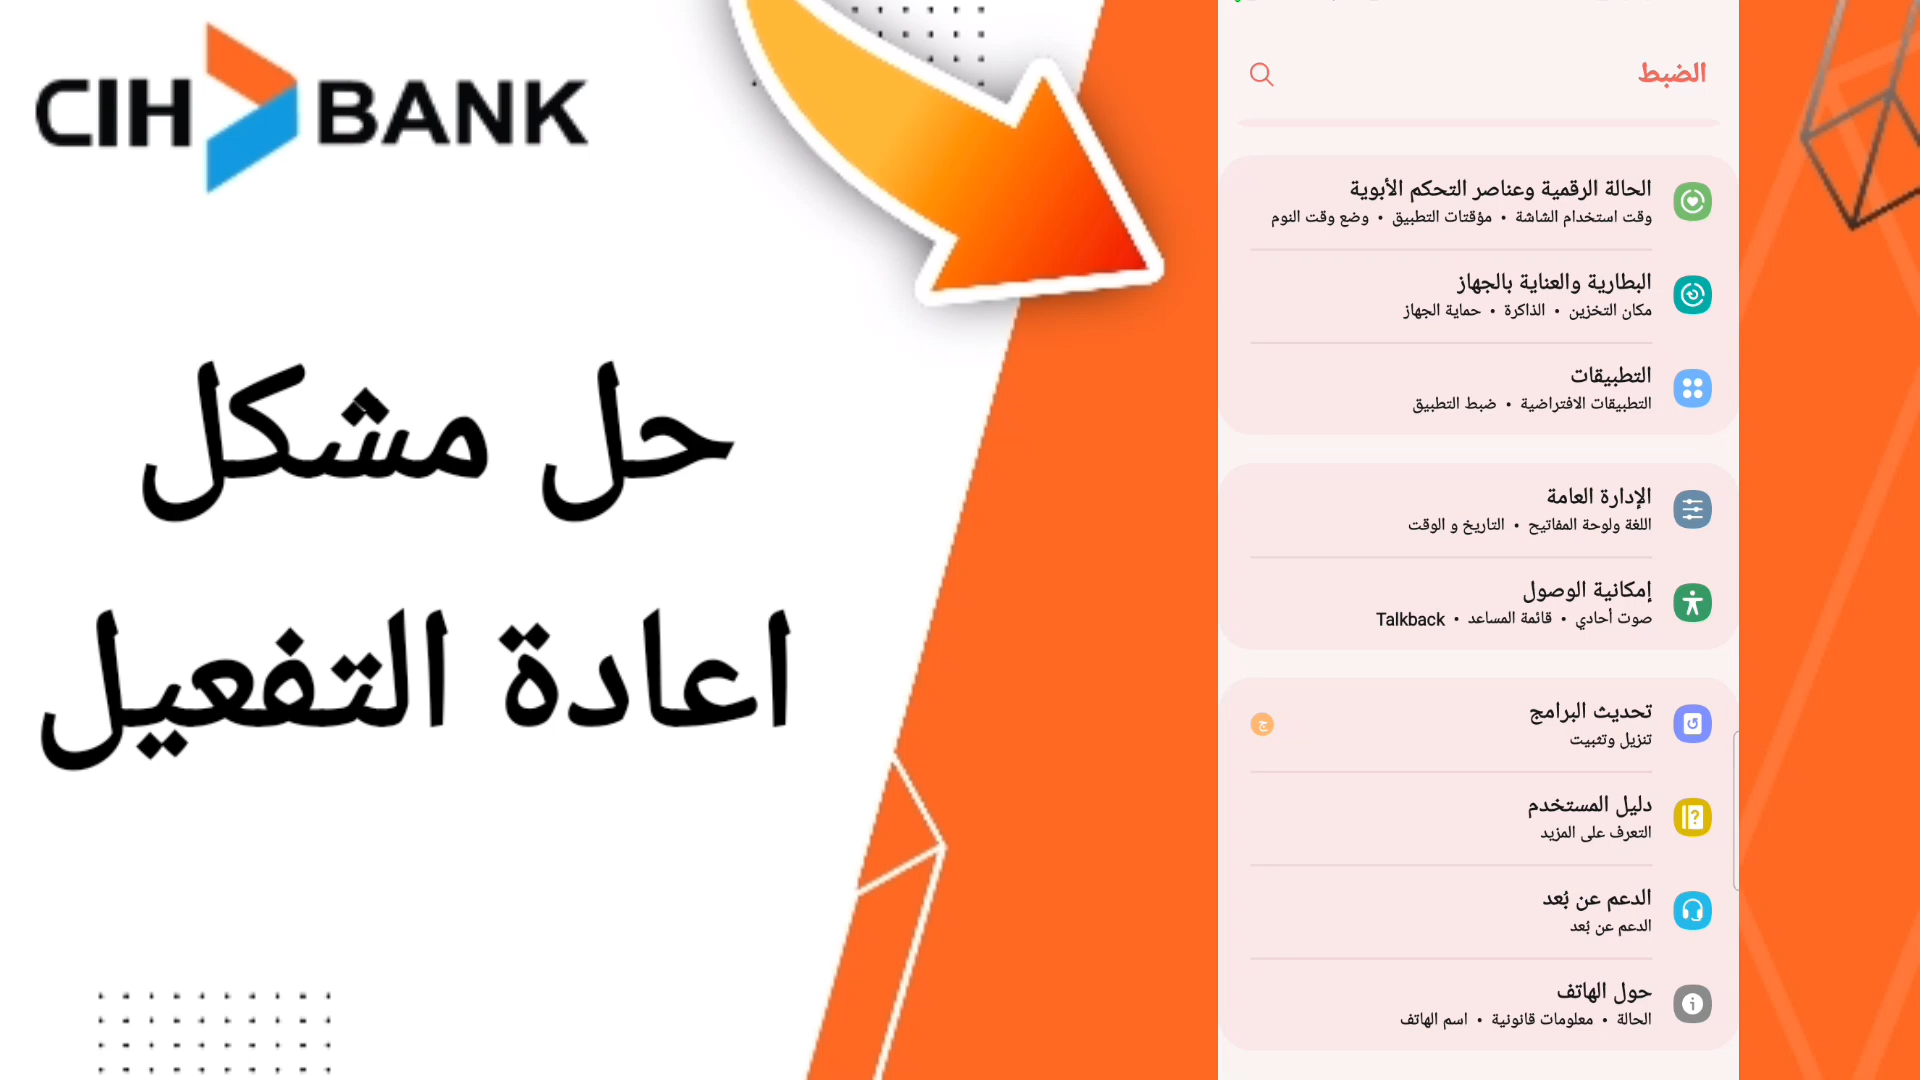 CIH BANK
حل مشكل
اعادة التفعيل
الضبط
الحالة الرقمية وعناصر التحكم الأبوية
وقت استخدام الشاشة • مؤقتات التطبيق • وضع وقت النوم
البطارية والعناية بالجهاز
مكان التخزين • الذاكرة • حماية الجهاز
التطبيقات
التطبيقات الافتراضية • ضبط التطبيق
الإدارة العامة
اللغة ولوحة المفاتيح • التاريخ و الوقت
إمكانية الوصول
صوت أحادي • قائمة المساعد • Talkback
تحديث البرامج
تنزيل وتثبيت
ج
دليل المستخدم
التعرف على المزيد
الدعم عن بُعد
الدعم عن بُعد
حول الهاتف
الحالة • معلومات قانونية • اسم الهاتف